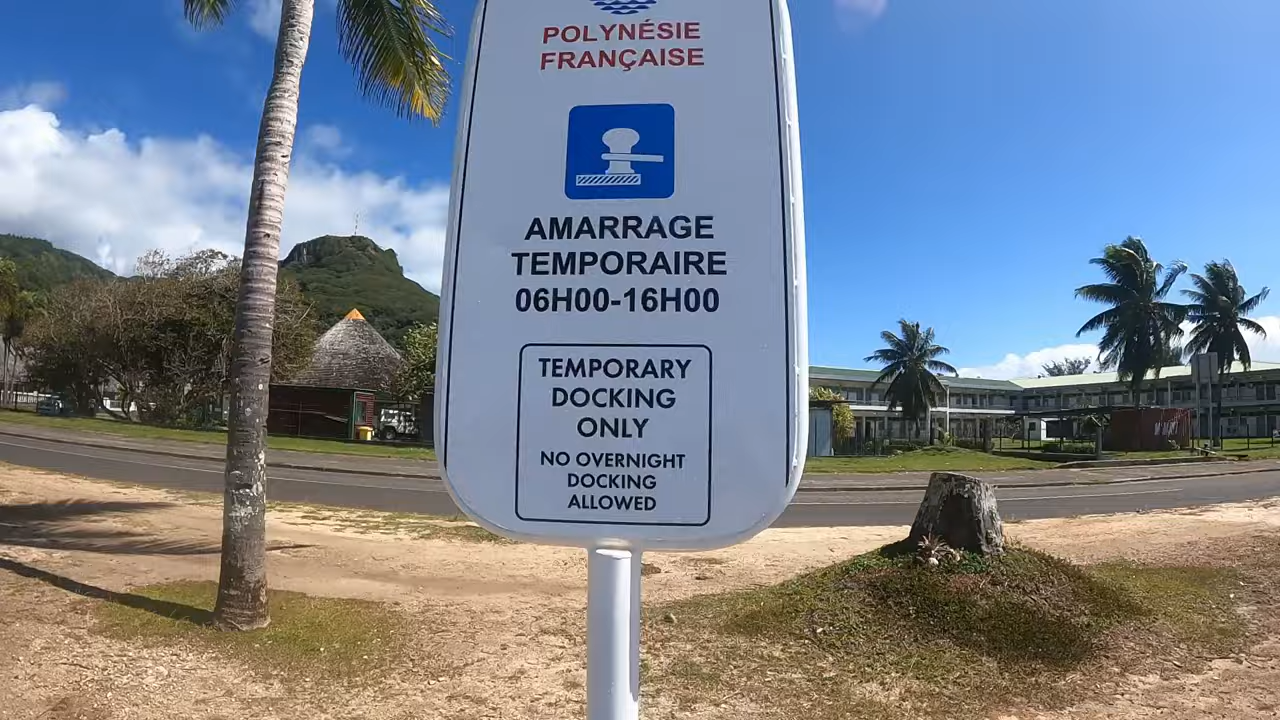 POLYNÉSIE
FRANÇAISE
AMARRAGE
TEMPORAIRE
06H00-16H00
TEMPORARY
DOCKING
ONLY
NO OVERNIGHT
DOCKING
ALLOWED